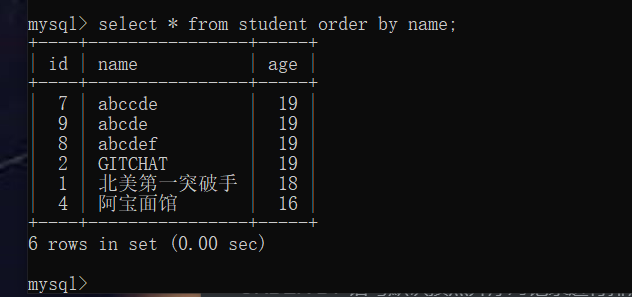 mysql> select * from student order by name;
+----+----------------+-----+
| id | name | age |
+----+----------------+-----+
| 7 | abccde | 19 |
| 9 | abcde | 19 |
| 8 | abcdef | 19 |
| 2 | GITCHAT | 19 |
| 1 | 北美第一突破手 | 18 |
| 4 | 阿宝面馆 | 16 |
+----+----------------+-----+
6 rows in set (0.00 sec)
mysql>